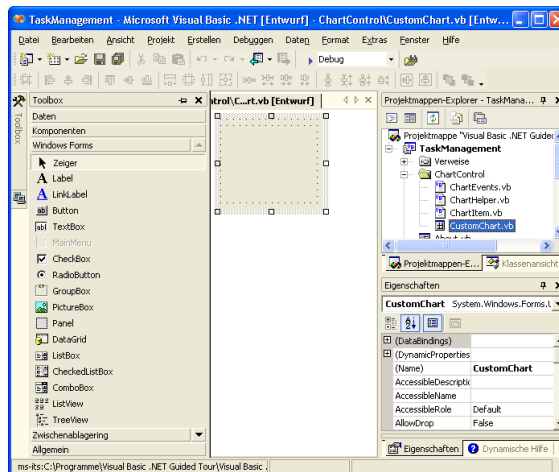 TaskManagement - Microsoft Visual Basic .NET [Entwurf] - ChartControl\CustomChart.vb [Entw...
Datei Bearbeiten Ansicht Projekt Erstellen Debuggen Daten Format Extras Fenster Hilfe
Debug
Toolbox
Toolbox
Daten
Komponenten
Windows Forms
Zeiger
Label
LinkLabel
Button
TextBox
MainMenu
CheckBox
RadioButton
GroupBox
PictureBox
Panel
DataGrid
ListBox
CheckedListBox
ComboBox
ListView
TreeView
Zwischenablagering
Allgemein
ntrol\C...rt.vb [Entwurf]
Projektmappen-Explorer - TaskMana...
Projektmappe "Visual Basic .NET Guided
TaskManagement
Verweise
ChartControl
ChartEvents.vb
ChartHelper.vb
ChartItem.vb
CustomChart.vb
About.vb
Projektmappen-E... Klassenansicht
Eigenschaften
CustomChart System.Windows.Forms.U
(DataBindings)
(DynamicProperties
(Name) CustomChart
AccessibleDescriptic
AccessibleName
AccessibleRole Default
AllowDrop False
Eigenschaften Dynamische Hilfe
ms-its:C:\Programme\Visual Basic .NET Guided Tour\Visual Basic .